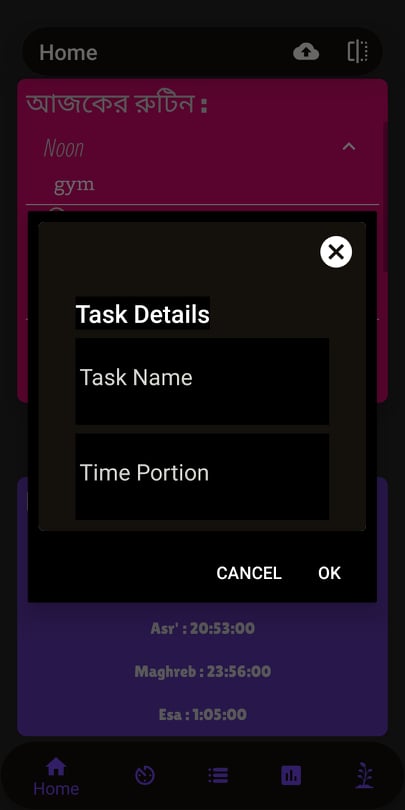 Home
আজকের রুটিন :
Noon
gym
Task Details
Task Name
Time Portion
CANCEL OK
Asr' : 20:53:00
Maghreb : 23:56:00
Esa : 1:05:00
Home